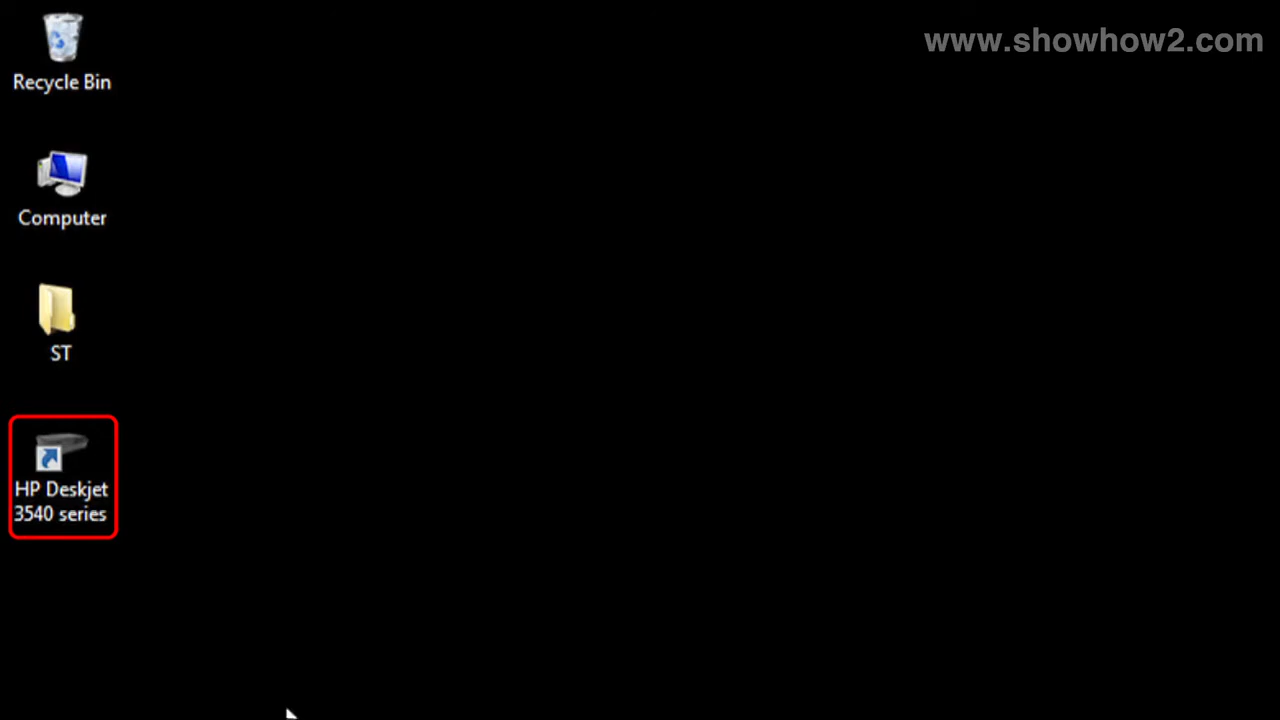 www.showhow2.com
Recycle Bin
Computer
ST
HP Deskjet
3540 series